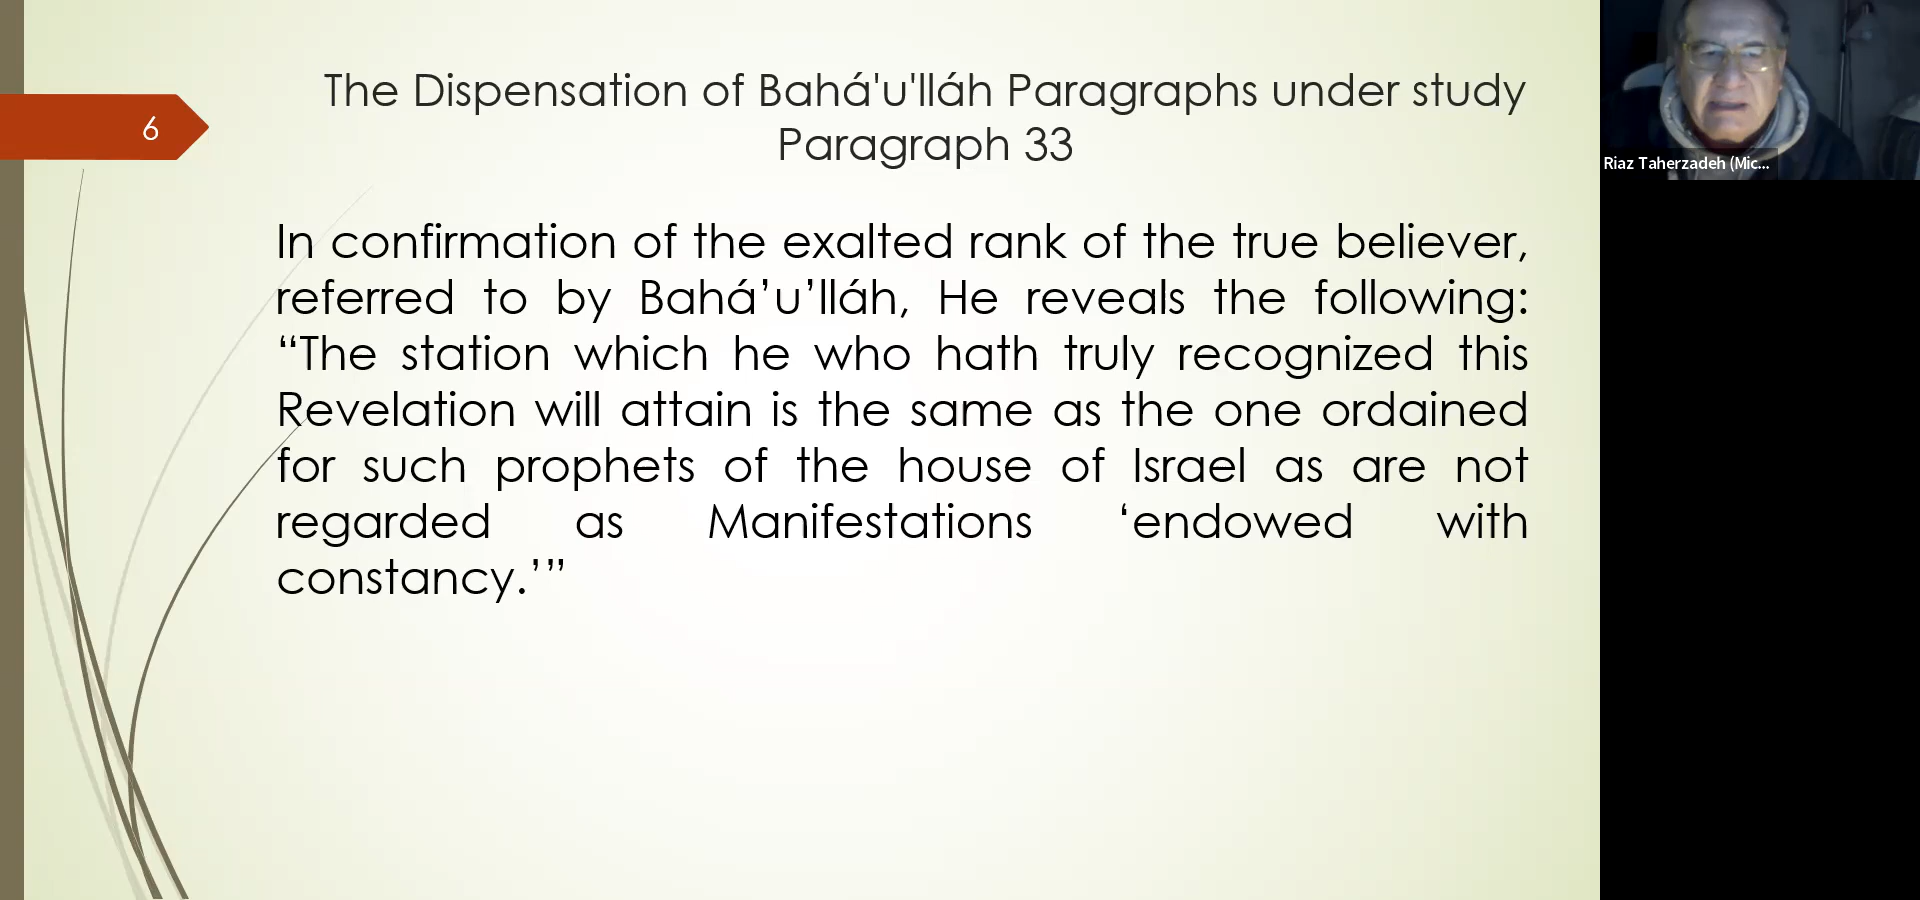 The Dispensation of Bahá'u'lláh Paragraphs under study
Paragraph 33
6
In confirmation of the exalted rank of the true believer,
referred to by Bahá’u’lláh, He reveals the following:
“The station which he who hath truly recognized this
Revelation will attain is the same as the one ordained
for such prophets of the house of Israel as are not
regarded as Manifestations ‘endowed with
constancy.’”
Riaz Taherzadeh (Mic...